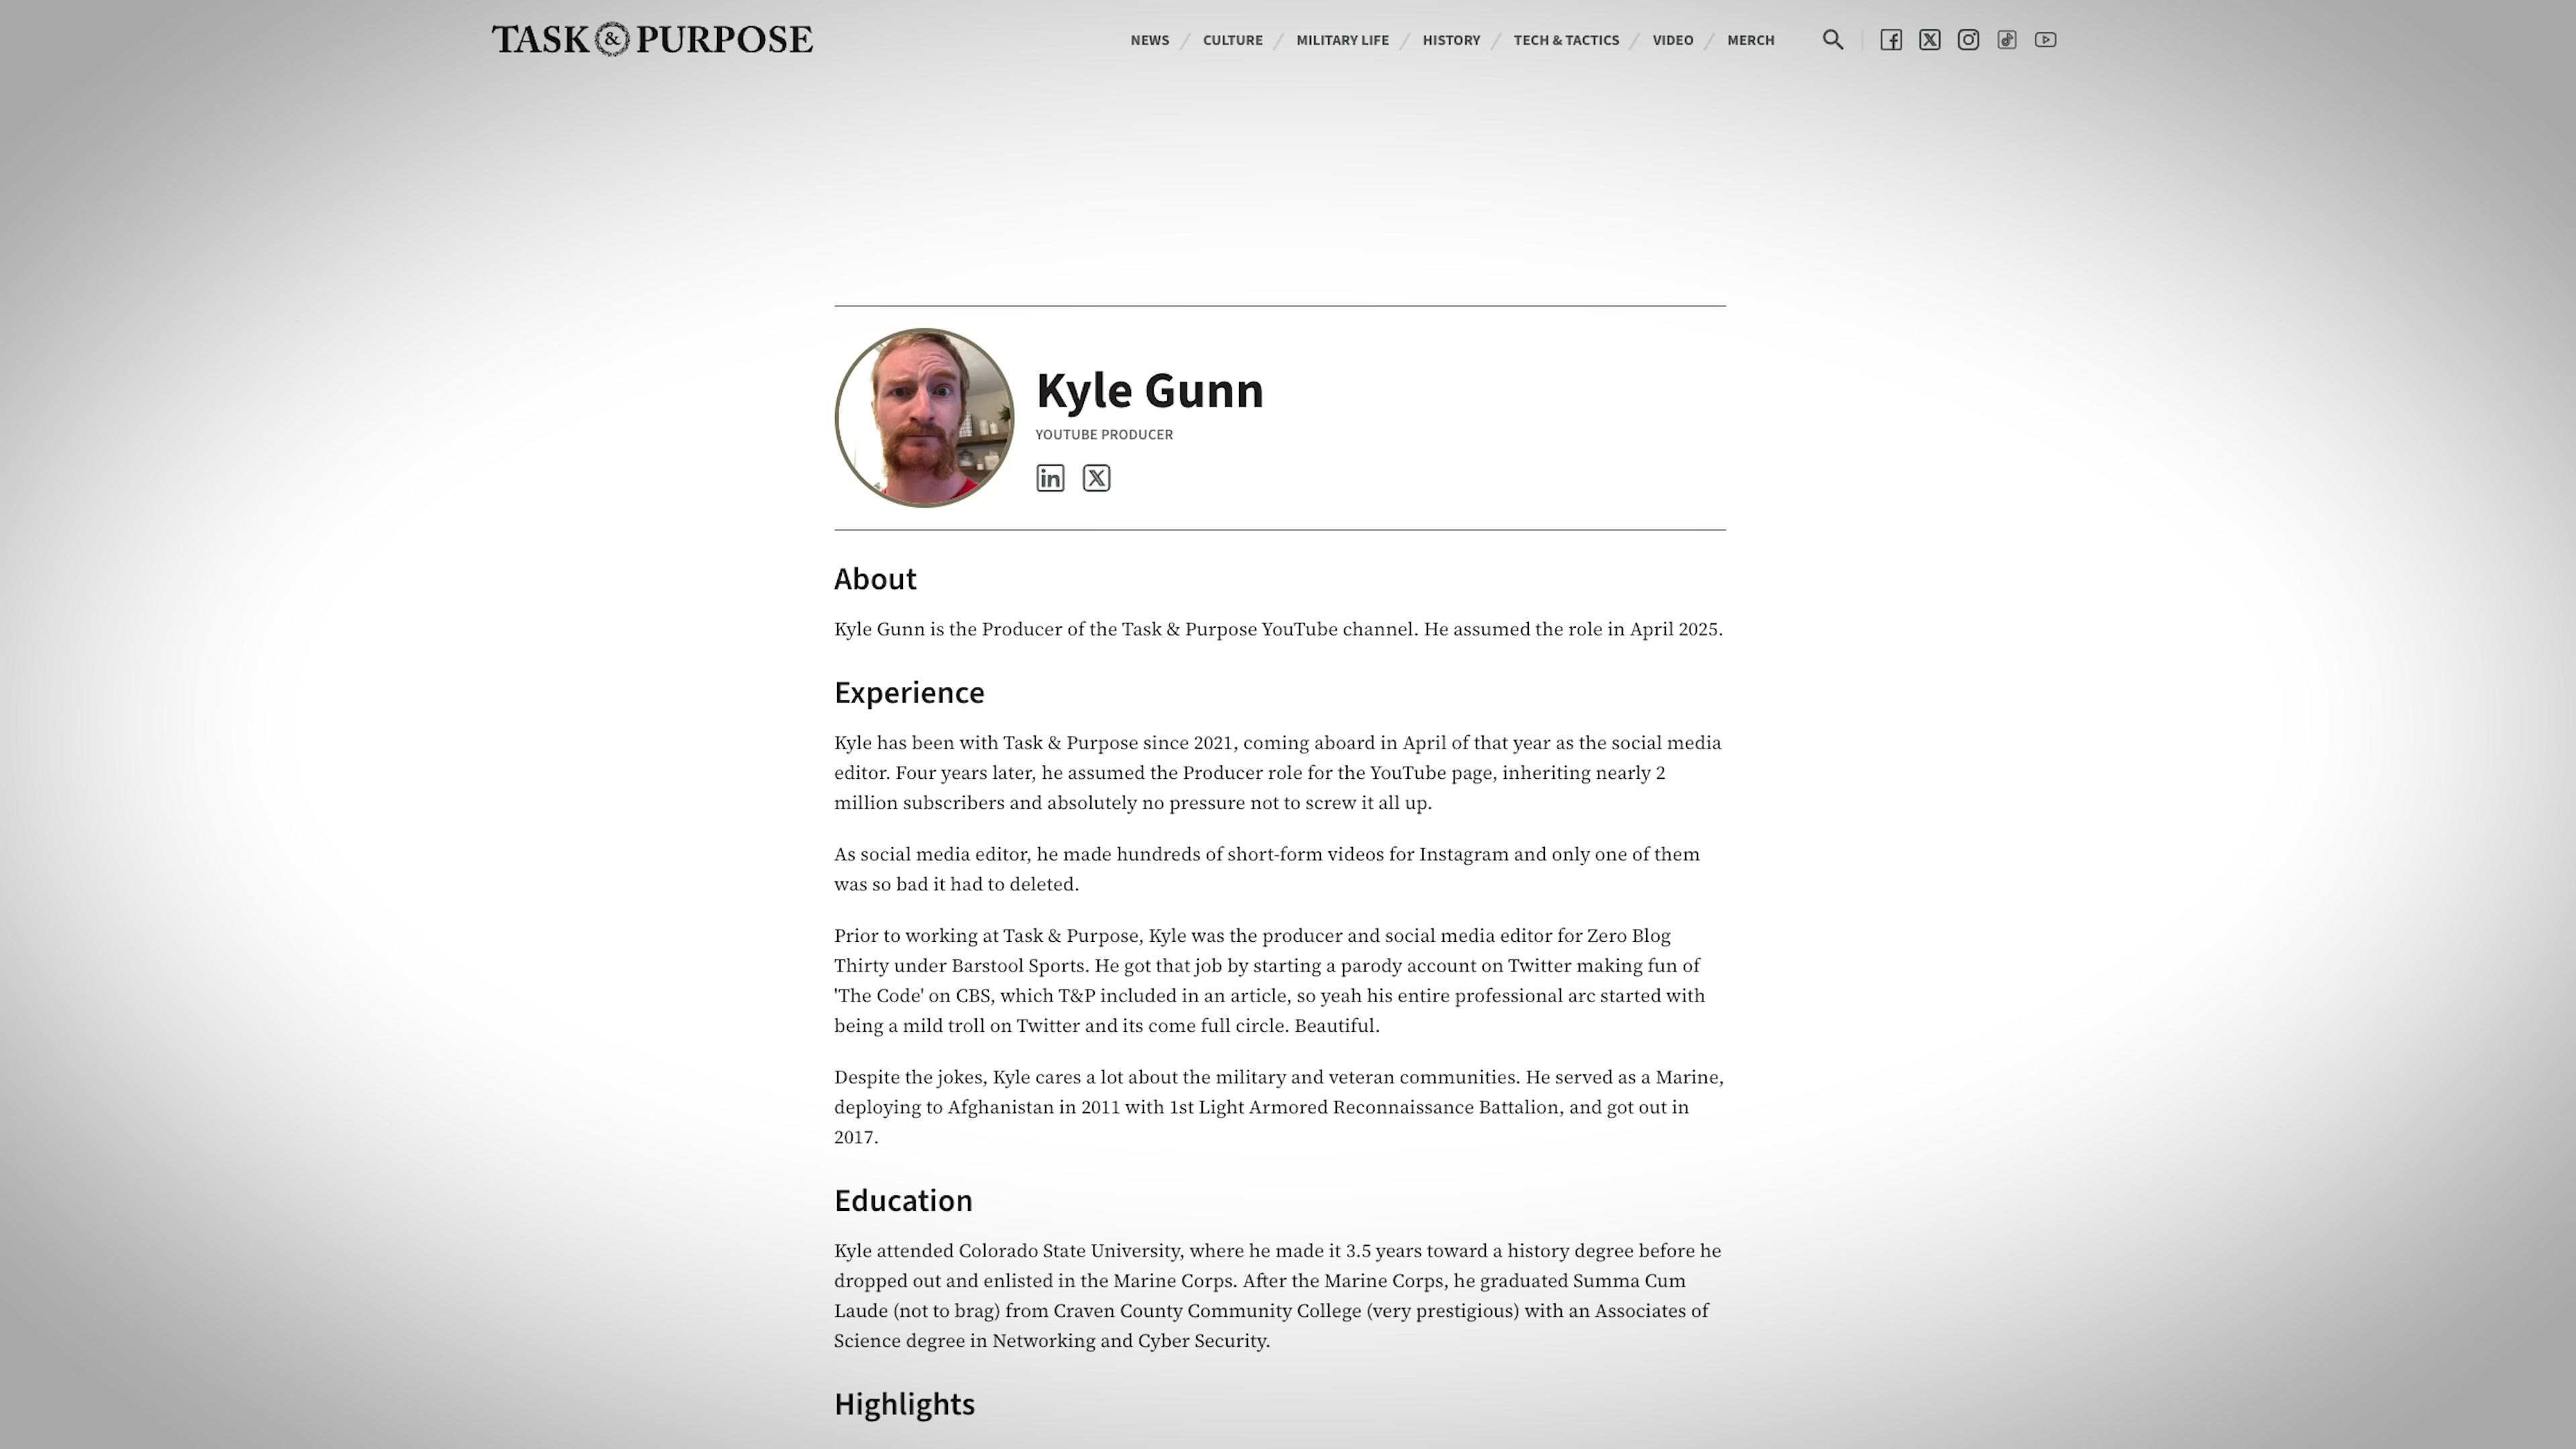 TASK & PURPOSE
NEWS / CULTURE / MILITARY LIFE / HISTORY / TECH & TACTICS / VIDEO / MERCH
Kyle Gunn
YOUTUBE PRODUCER
About
Kyle Gunn is the Producer of the Task & Purpose YouTube channel. He assumed the role in April 2025.
Experience
Kyle has been with Task & Purpose since 2021, coming aboard in April of that year as the social media
editor. Four years later, he assumed the Producer role for the YouTube page, inheriting nearly 2
million subscribers and absolutely no pressure not to screw it all up.
As social media editor, he made hundreds of short-form videos for Instagram and only one of them
was so bad it had to deleted.
Prior to working at Task & Purpose, Kyle was the producer and social media editor for Zero Blog
Thirty under Barstool Sports. He got that job by starting a parody account on Twitter making fun of
'The Code' on CBS, which T&P included in an article, so yeah his entire professional arc started with
being a mild troll on Twitter and its come full circle. Beautiful.
Despite the jokes, Kyle cares a lot about the military and veteran communities. He served as a Marine,
deploying to Afghanistan in 2011 with 1st Light Armored Reconnaissance Battalion, and got out in
2017.
Education
Kyle attended Colorado State University, where he made it 3.5 years toward a history degree before he
dropped out and enlisted in the Marine Corps. After the Marine Corps, he graduated Summa Cum
Laude (not to brag) from Craven County Community College (very prestigious) with an Associates of
Science degree in Networking and Cyber Security.
Highlights